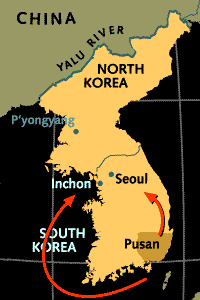 CHINA
YALU RIVER
NORTH
KOREA
P'yongyang
Inchon
Seoul
SOUTH
KOREA
Pusan